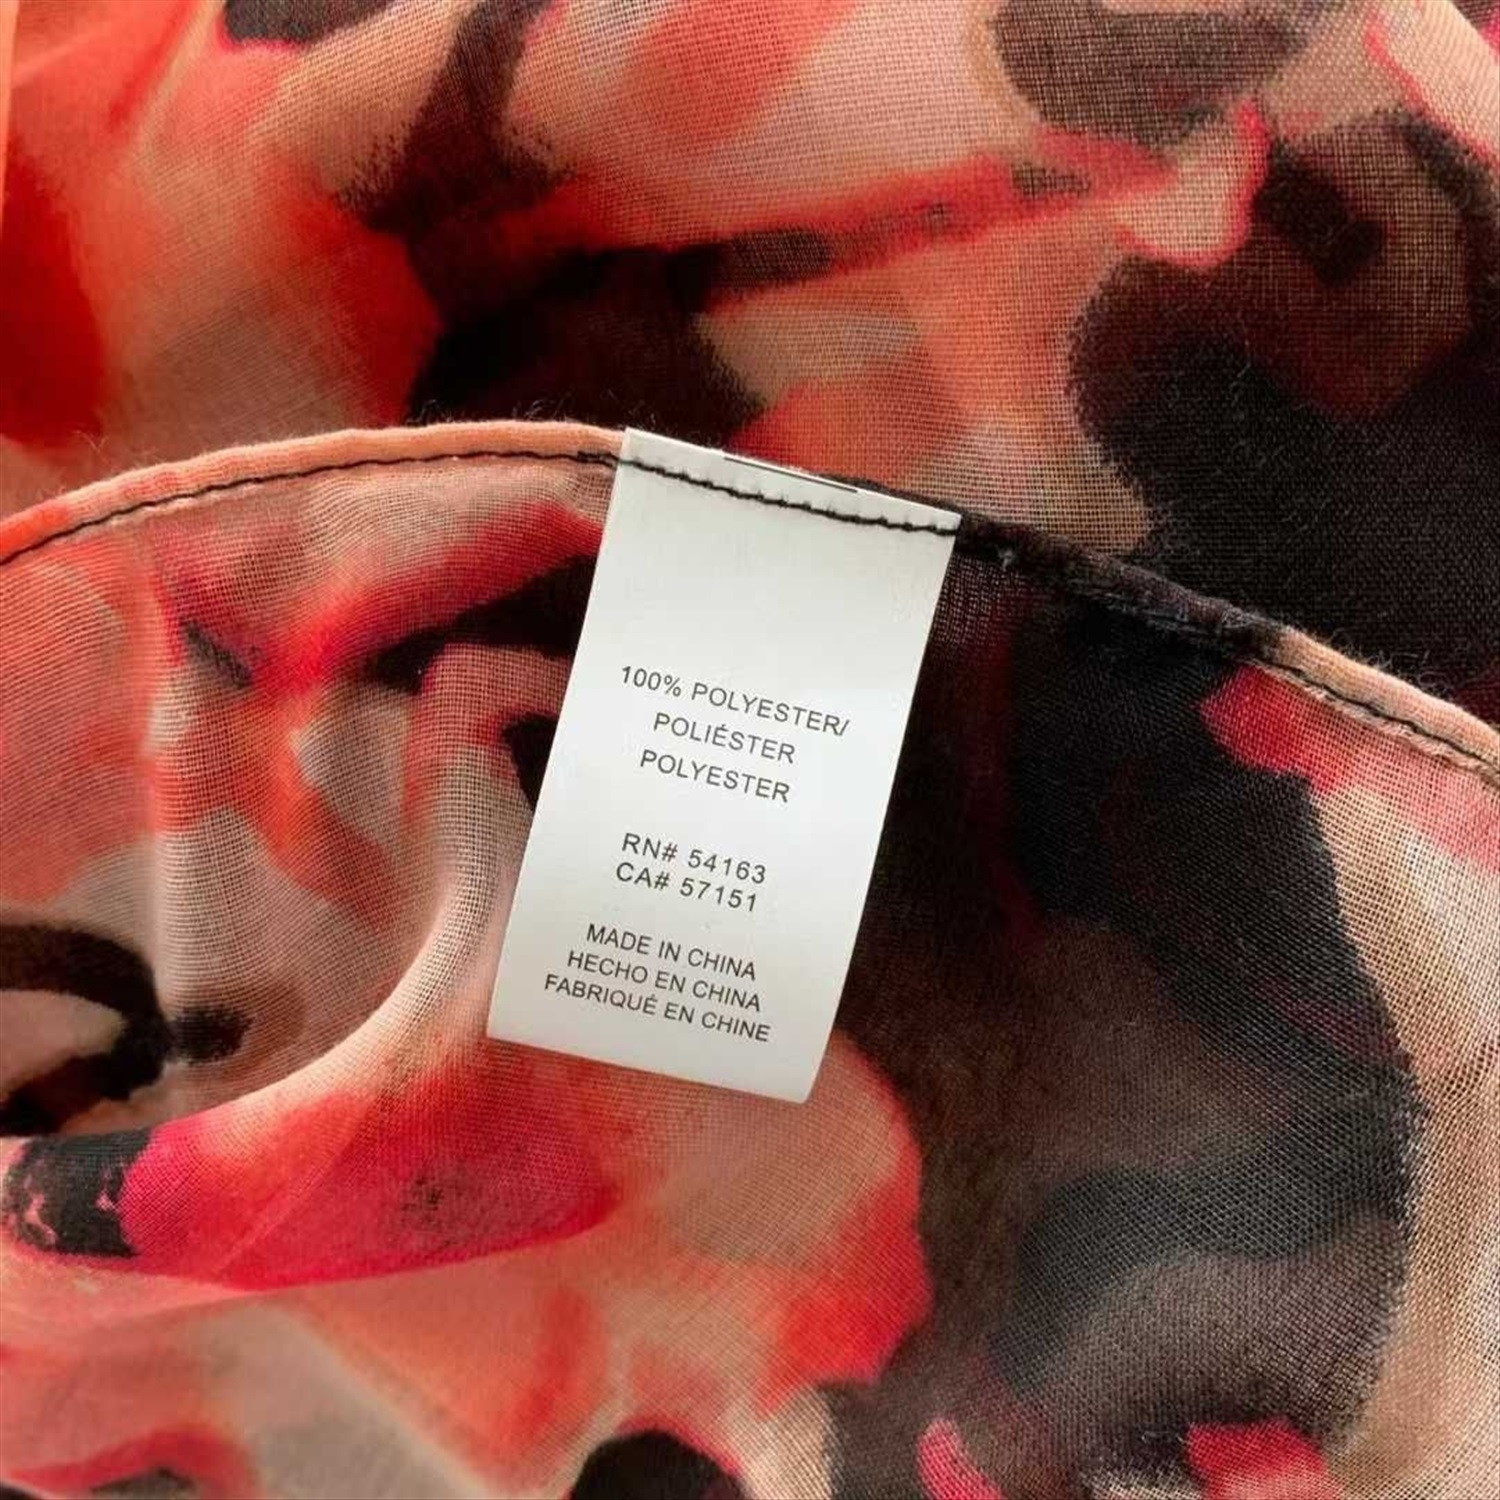 100% POLYESTER/
POLIÉSTER
POLYESTER
RN# 54163
CA# 57151
MADE IN CHINA
HECHO EN CHINA
FABRIQUÉ EN CHINE